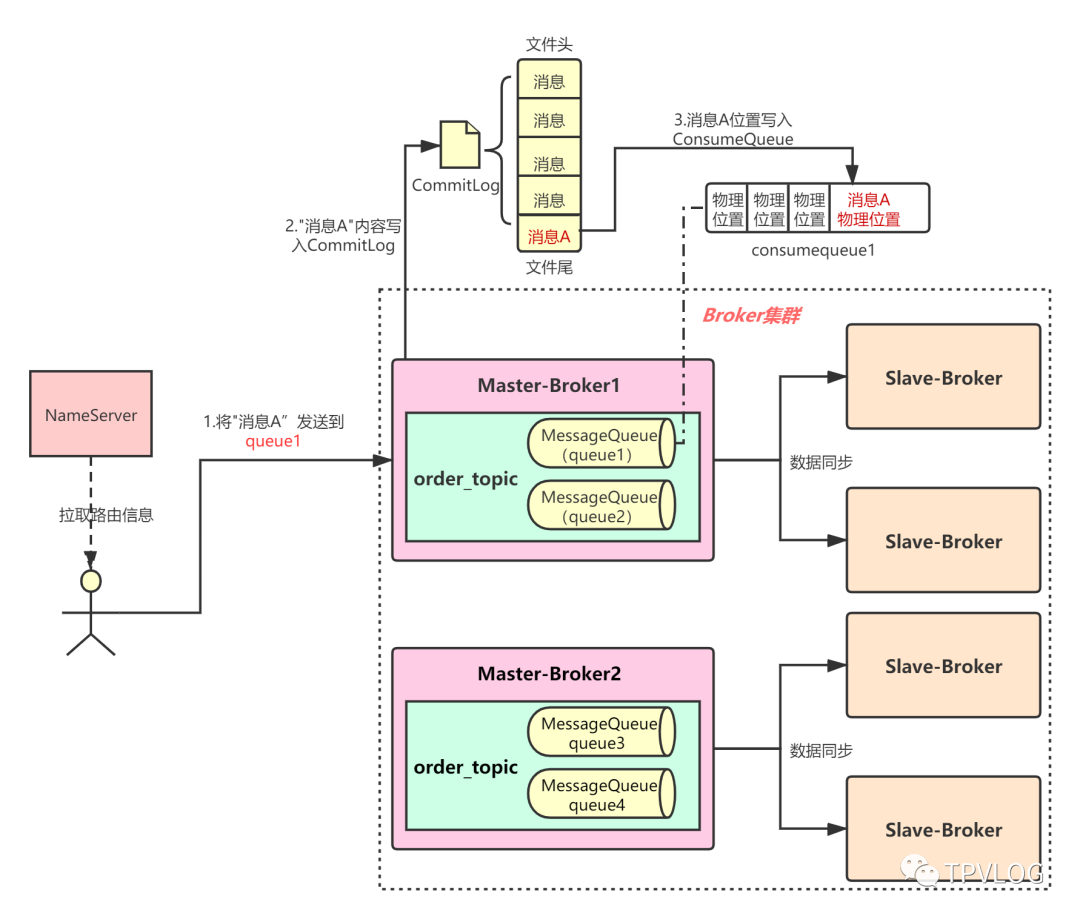 文件头
消息
消息
消息
消息
消息A
文件尾
CommitLog
2."消息A"内容写
入CommitLog
3.消息A位置写入
ConsumeQueue
物理
位置
物理
位置
物理
位置
消息A
物理位置
consumequeue1
Broker集群
NameServer
拉取路由信息
1.将"消息A” 发送到
queue1
Master-Broker1
order_topic
MessageQueue
（queue1）
MessageQueue
（queue2）
数据同步
Slave-Broker
Slave-Broker
Master-Broker2
order_topic
MessageQueue
queue3
MessageQueue
queue4
数据同步
Slave-Broker
Slave-Broker
TPVLOG